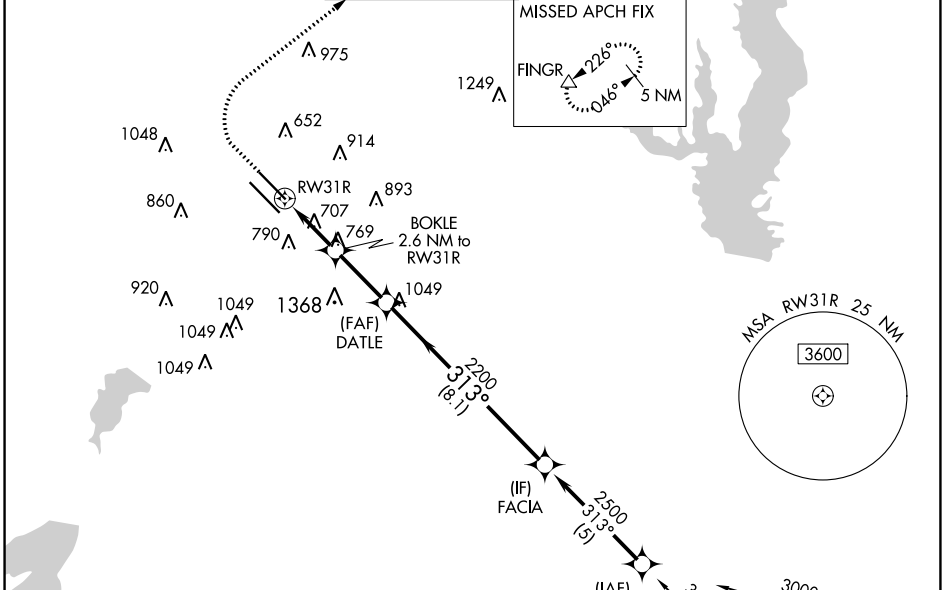 MISSED APCH FIX
975
FINGR
226°
046°
5 NM
1249
652
1048
914
RW31R
893
860
707
BOKLE
2.6 NM to
RW31R
769
790
920
1049
1368
1049
1049
1049
(FAF)
DATLE
MSA RW31R 25 NM
3600
2200
313°
(8.1)
(IF)
FACIA
2500
313°
(5)
(IAF)
3000